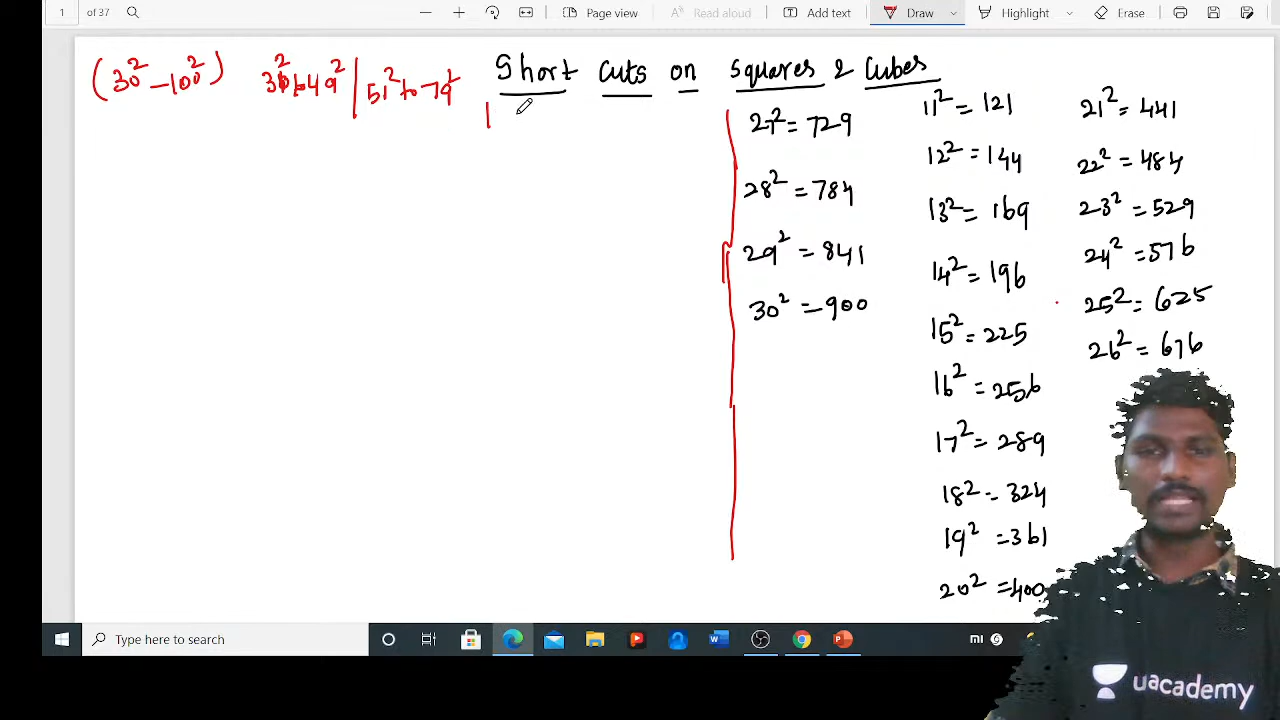 1 of 37 Page view Read aloud Add text Draw Highlight Erase
Short cuts on Squares & Cubes
(30² - 100²)
51² to 79²
27² = 729
28² = 784
29² = 841
30² = 900
11² = 121
12² = 144
13² = 169
14² = 196
15² = 225
16² = 256
17² = 289
18² = 324
19² = 361
20² = 400
21² = 441
22² = 484
23² = 529
24² = 576
25² = 625
26² = 676
Type here to search
mi
unacademy